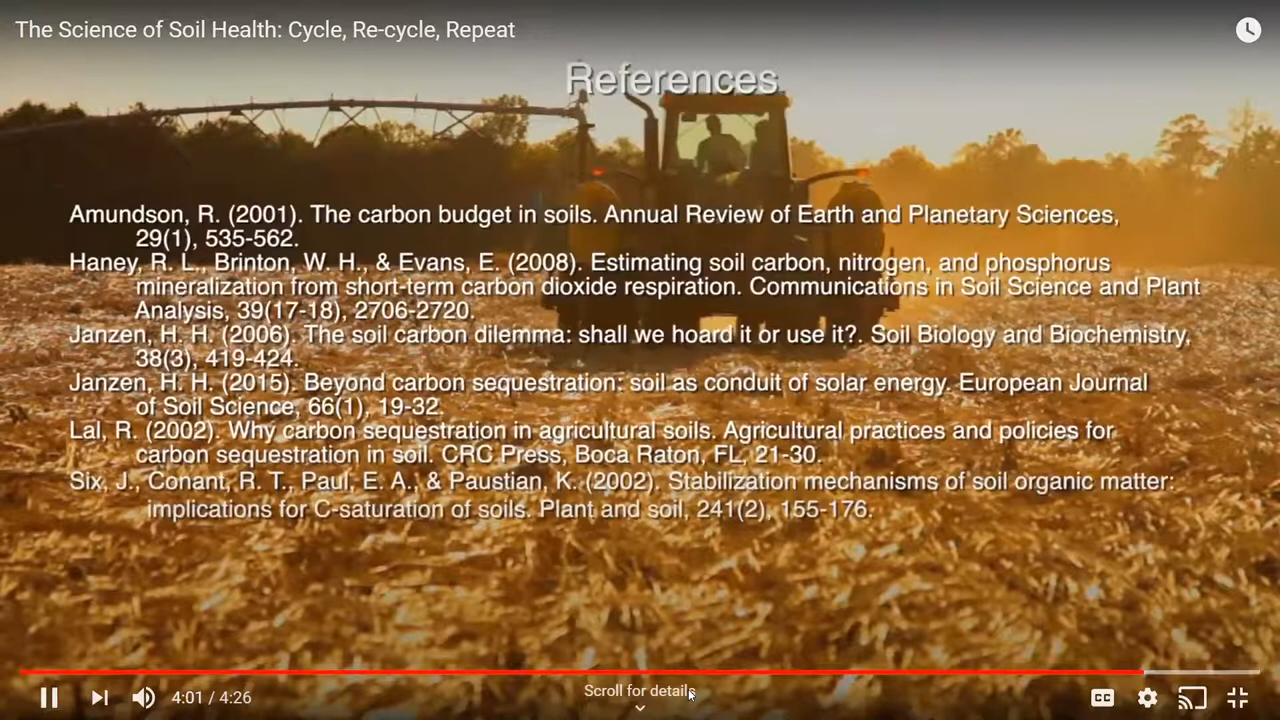 The Science of Soil Health: Cycle, Re-cycle, Repeat
References
Amundson, R. (2001). The carbon budget in soils. Annual Review of Earth and Planetary Sciences,
29(1), 535-562.
Haney, R. L., Brinton, W. H., & Evans, E. (2008). Estimating soil carbon, nitrogen, and phosphorus
mineralization from short-term carbon dioxide respiration. Communications in Soil Science and Plant
Analysis, 39(17-18), 2706-2720.
Janzen, H. H. (2006). The soil carbon dilemma: shall we hoard it or use it?. Soil Biology and Biochemistry,
38(3), 419-424.
Janzen, H. H. (2015). Beyond carbon sequestration: soil as conduit of solar energy. European Journal
of Soil Science, 66(1), 19-32.
Lal, R. (2002). Why carbon sequestration in agricultural soils. Agricultural practices and policies for
carbon sequestration in soil. CRC Press, Boca Raton, FL, 21-30.
Six, J., Conant, R. T., Paul, E. A., & Paustian, K. (2002). Stabilization mechanisms of soil organic matter:
implications for C-saturation of soils. Plant and soil, 241(2), 155-176.
4:01 / 4:26
Scroll for details
CC